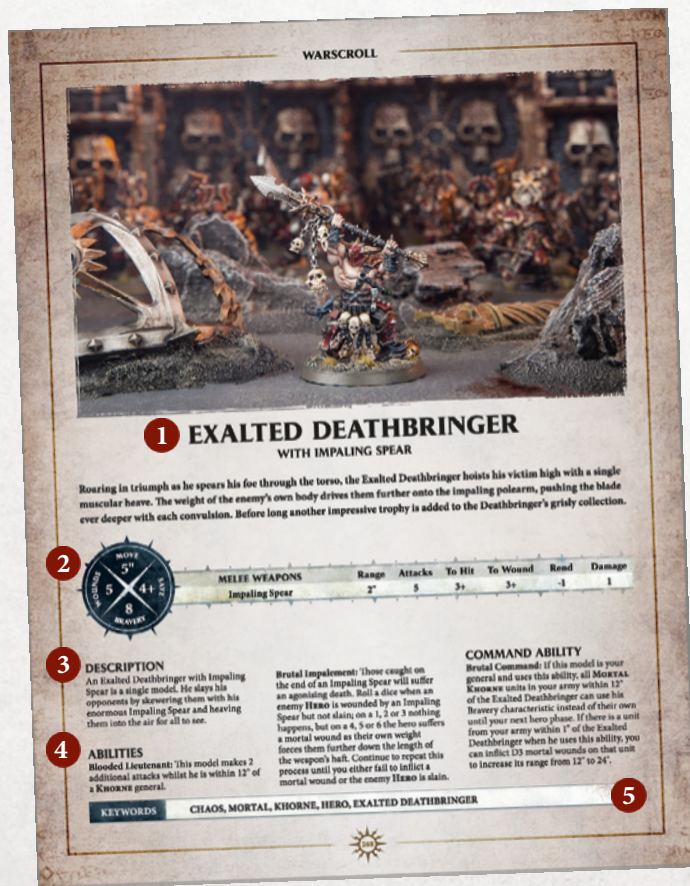 WARSCROLL
1 EXALTED DEATHBRINGER
WITH IMPALING SPEAR
Roaring in triumph as he spears his foe through the torso, the Exalted Deathbringer hoists his victim high with a single
muscular heave. The weight of the enemy's own body drives them further onto the impaling polearm, pushing the blade
ever deeper with each convulsion. Before long another impressive trophy is added to the Deathbringer's grisly collection.
2
MOVE
5"
WOUNDS 5 4+ SAVE
8
BRAVERY
MELEE WEAPONS Range Attacks To Hit To Wound Rend Damage
Impaling Spear 2" 5 3+ 3+ -1 1
3 DESCRIPTION
An Exalted Deathbringer with Impaling
Spear is a single model. He slays his
opponents by skewering them with his
enormous Impaling Spear and heaving
them into the air for all to see.
4 ABILITIES
Blooded Lieutenant: This model makes 2
additional attacks whilst he is within 12" of
a KHORNE general.
Brutal Impalement: Those caught on
the end of an Impaling Spear will suffer
an agonising death. Roll a dice when an
enemy HERO is wounded by an Impaling
Spear but not slain; on a 1, 2 or 3 nothing
happens, but on a 4, 5 or 6 the hero suffers
a mortal wound as their own weight
forces them further down the length of
the weapon's haft. Continue to repeat this
process until you either fail to inflict a
mortal wound or the enemy HERO is slain.
COMMAND ABILITY
Brutal Command: If this model is your
general and uses this ability, all MORTAL
KHORNE units in your army within 12"
of the Exalted Deathbringer can use his
Bravery characteristic instead of their own
until your next hero phase. If there is a unit
from your army within 1" of the Exalted
Deathbringer when he uses this ability, you
can inflict D3 mortal wounds on that unit
to increase its range from 12" to 24".
5
KEYWORDS CHAOS, MORTAL, KHORNE, HERO, EXALTED DEATHBRINGER